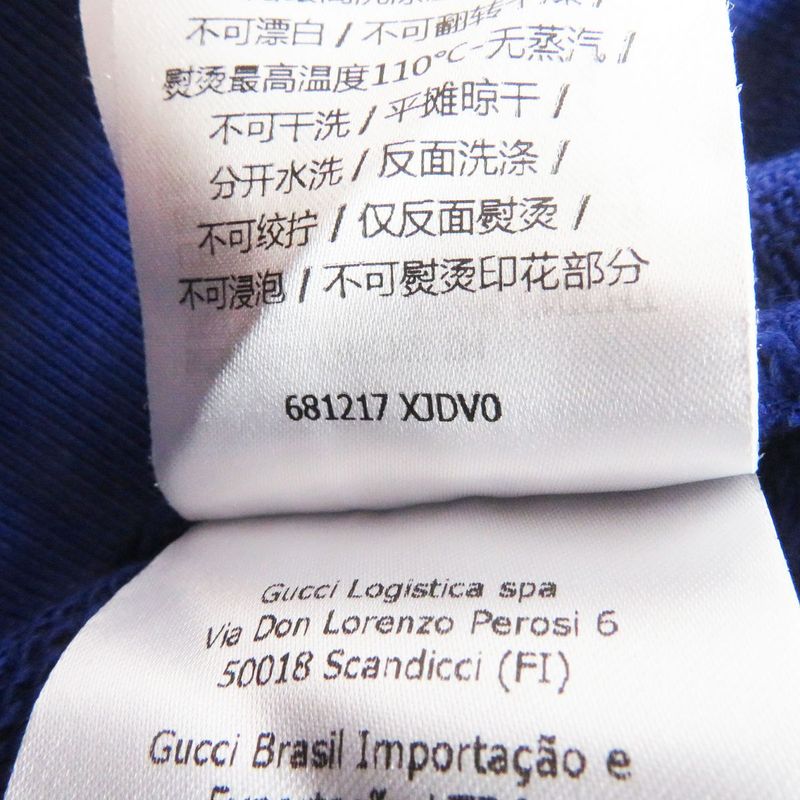 不可漂白 / 不可翻转干燥 /
熨烫最高温度110°C-无蒸汽 /
不可干洗 / 平摊晾干 /
分开水洗 / 反面洗涤 /
不可绞拧 / 仅反面熨烫 /
不可浸泡 / 不可熨烫印花部分
681217 XJDV0
Gucci Logistica spa
Via Don Lorenzo Perosi 6
50018 Scandicci (FI)
Gucci Brasil Importação e